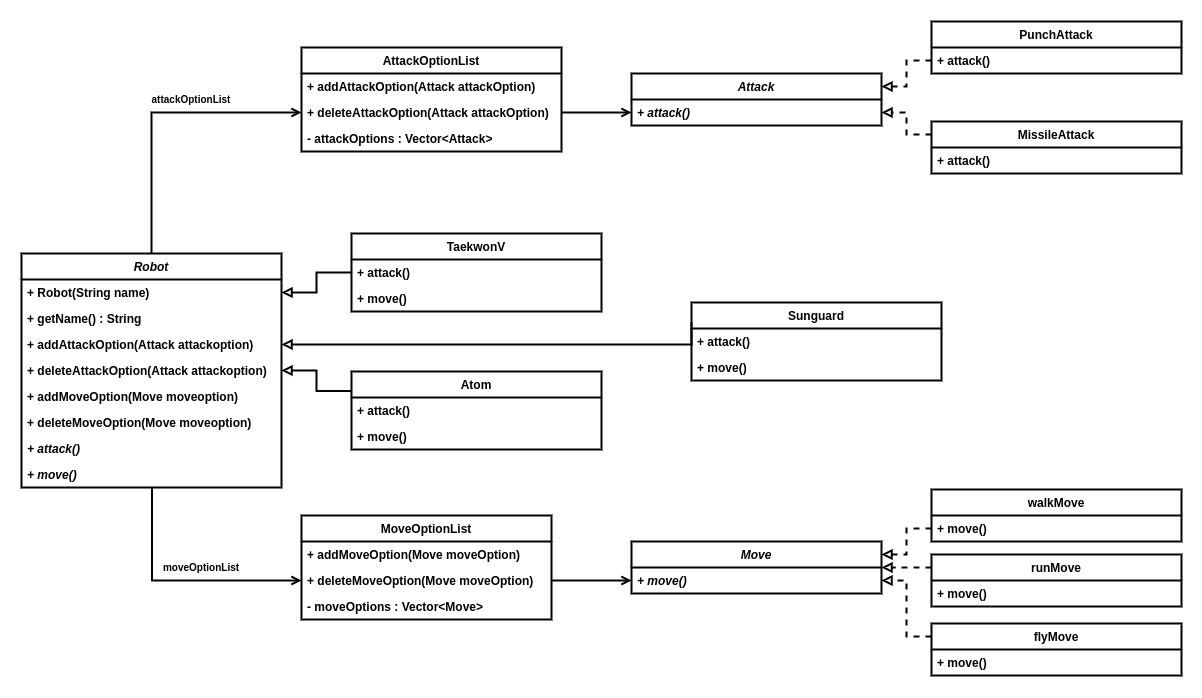 PunchAttack
+ attack()
AttackOptionList
+ addAttackOption(Attack attackOption)
+ deleteAttackOption(Attack attackOption)
- attackOptions : Vector<Attack>
attackOptionList
Attack
+ attack()
MissileAttack
+ attack()
Robot
+ Robot(String name)
+ getName() : String
+ addAttackOption(Attack attackoption)
+ deleteAttackOption(Attack attackoption)
+ addMoveOption(Move moveoption)
+ deleteMoveOption(Move moveoption)
+ attack()
+ move()
TaekwonV
+ attack()
+ move()
Sunguard
+ attack()
+ move()
Atom
+ attack()
+ move()
moveOptionList
MoveOptionList
+ addMoveOption(Move moveOption)
+ deleteMoveOption(Move moveOption)
- moveOptions : Vector<Move>
Move
+ move()
walkMove
+ move()
runMove
+ move()
flyMove
+ move()